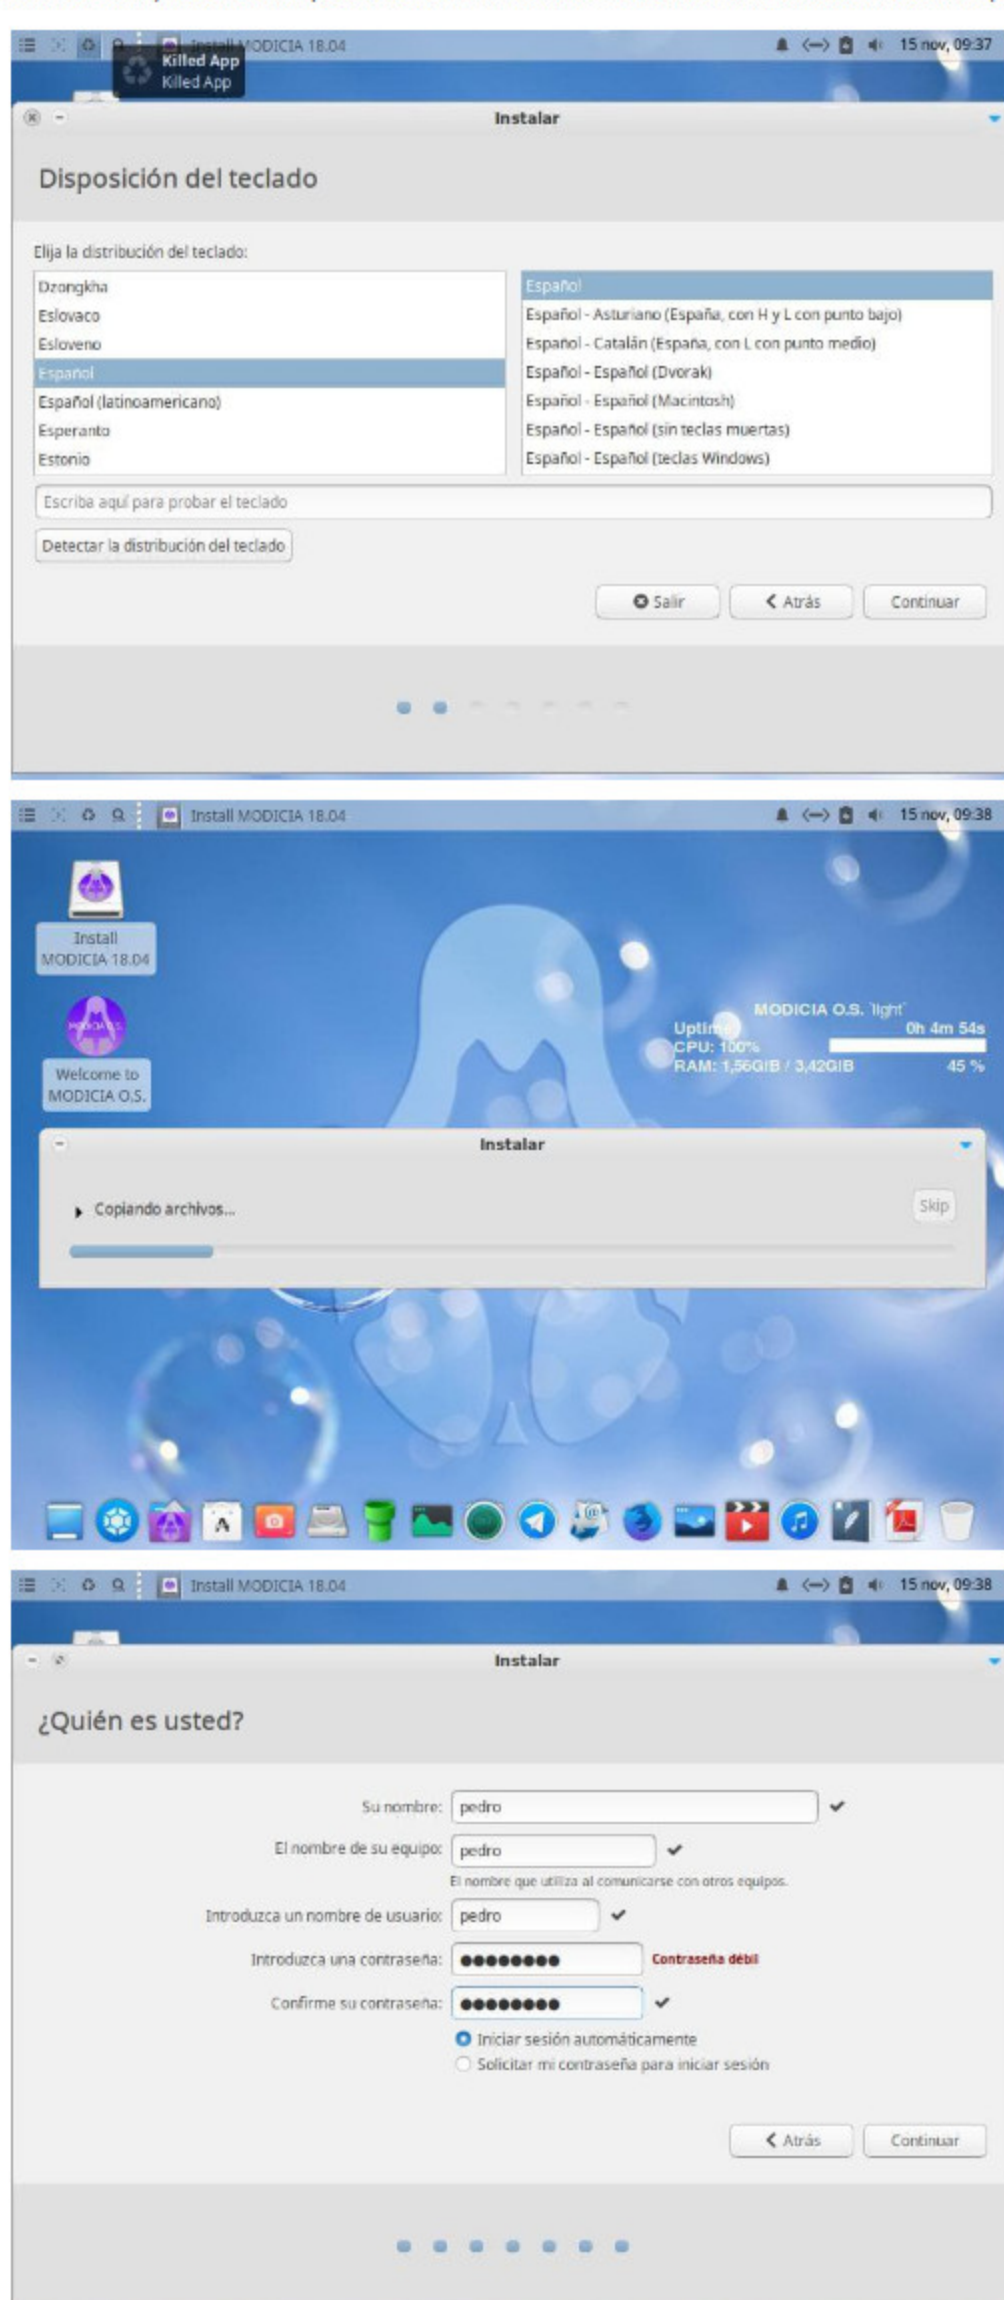 Install MODICIA 18.04
15 nov, 09:37
Killed App
Killed App
Instalar
Disposición del teclado
Elija la distribución del teclado:
Dzongkha
Eslovaco
Esloveno
Español
Español (latinoamericano)
Esperanto
Estonio
Español
Español - Asturiano (España, con H y L con punto bajo)
Español - Catalán (España, con L con punto medio)
Español - Español (Dvorak)
Español - Español (Macintosh)
Español - Español (sin teclas muertas)
Español - Español (teclas Windows)
Escriba aquí para probar el teclado
Detectar la distribución del teclado
Salir
Atrás
Continuar
Install MODICIA 18.04
15 nov, 09:38
Install
MODICIA 18.04
MODICIA O.S.
Welcome to
MODICIA O.S.
MODICIA O.S. `light`
Uptime:
0h 4m 54s
CPU: 100%
RAM: 1,56GIB / 3,42GIB
45 %
Instalar
Copiando archivos...
Skip
Install MODICIA 18.04
15 nov, 09:38
Instalar
¿Quién es usted?
Su nombre: pedro
El nombre de su equipo: pedro
El nombre que utiliza al comunicarse con otros equipos.
Introduzca un nombre de usuario: pedro
Introduzca una contraseña: ●●●●●●●● Contraseña débil
Confirme su contraseña: ●●●●●●●●
Iniciar sesión automáticamente
Solicitar mi contraseña para iniciar sesión
Atrás
Continuar